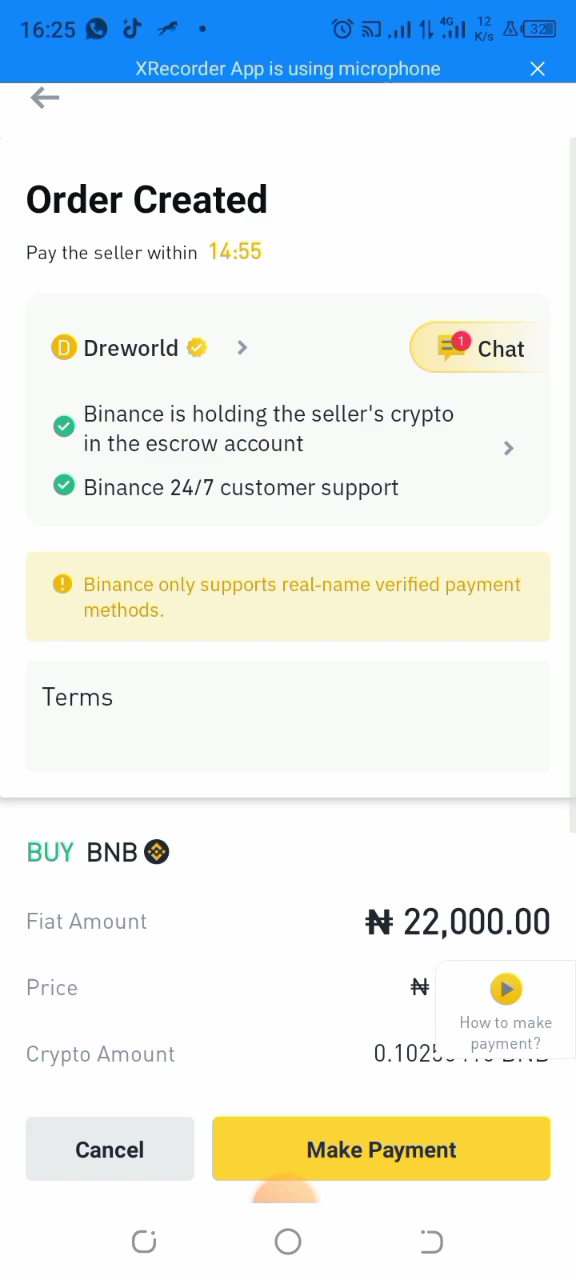 16:25
4G
12
K/s
32
XRecorder App is using microphone
Order Created
Pay the seller within 14:55
D Dreworld
1 Chat
Binance is holding the seller's crypto
in the escrow account
Binance 24/7 customer support
Binance only supports real-name verified payment
methods.
Terms
BUY BNB
Fiat Amount ₦ 22,000.00
Price ₦
How to make
payment?
Crypto Amount
Cancel
Make Payment